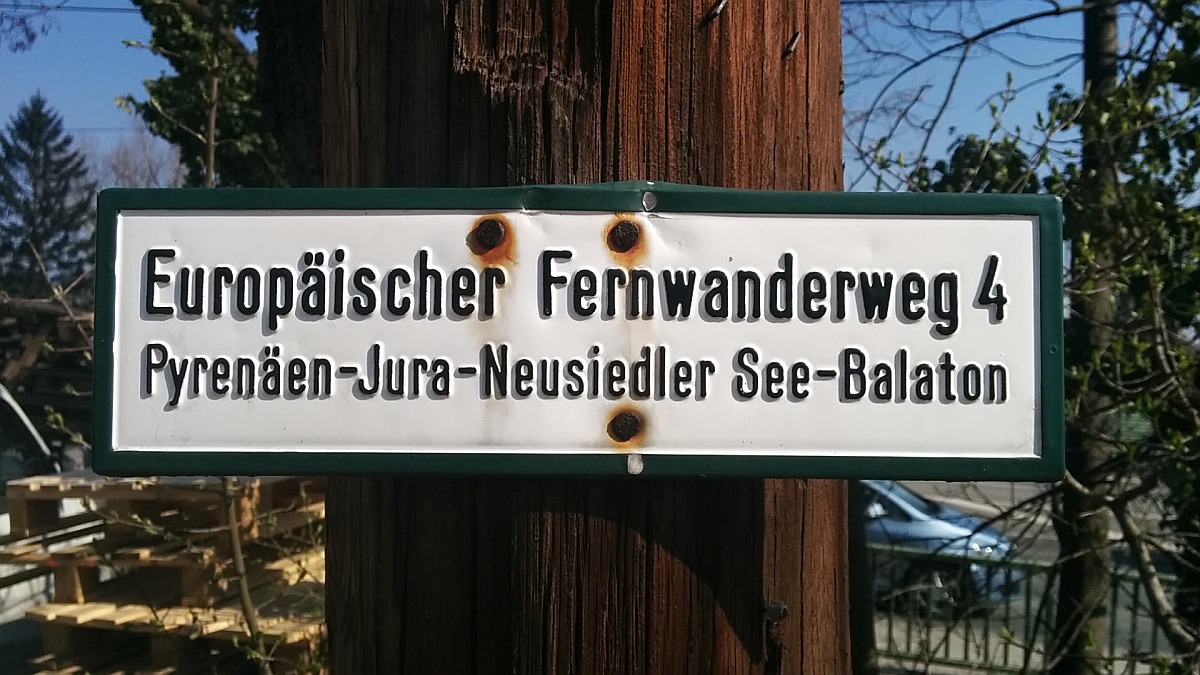 Europäischer Fernwanderweg 4
Pyrenäen-Jura-Neusiedler See-Balaton